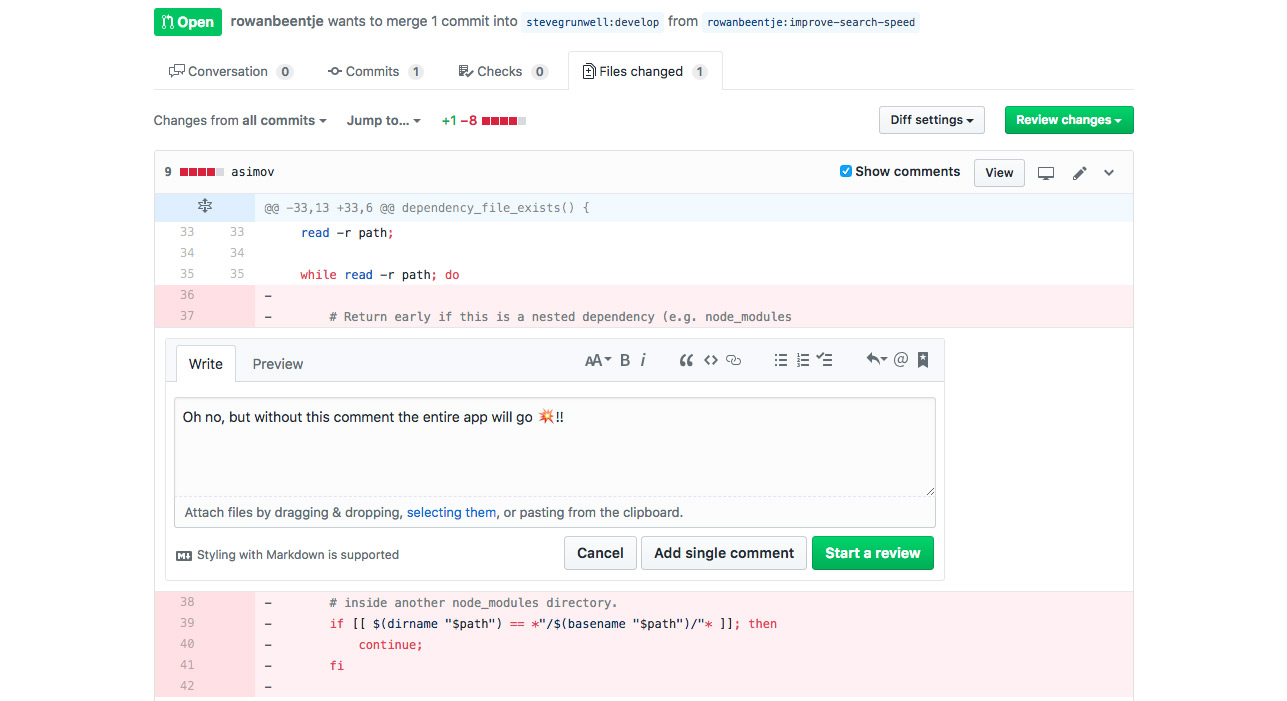 Open rowanbeentje wants to merge 1 commit into stevegrunwell:develop from rowanbeentje:improve-search-speed
Conversation 0 Commits 1 Checks 0 Files changed 1
Changes from all commits Jump to... +1 −8 Diff settings Review changes
9 asimov Show comments View
@@ -33,13 +33,6 @@ dependency_file_exists() {
33 33 read -r path;
34 34
35 35 while read -r path; do
36 -
37 - # Return early if this is a nested dependency (e.g. node_modules
Write Preview AA B i
Oh no, but without this comment the entire app will go 💥!!
Attach files by dragging & dropping, selecting them, or pasting from the clipboard.
Styling with Markdown is supported Cancel Add single comment Start a review
38 - # inside another node_modules directory.
39 - if [[ $(dirname "$path") == *"/$(basename "$path")/"* ]]; then
40 - continue;
41 - fi
42 -